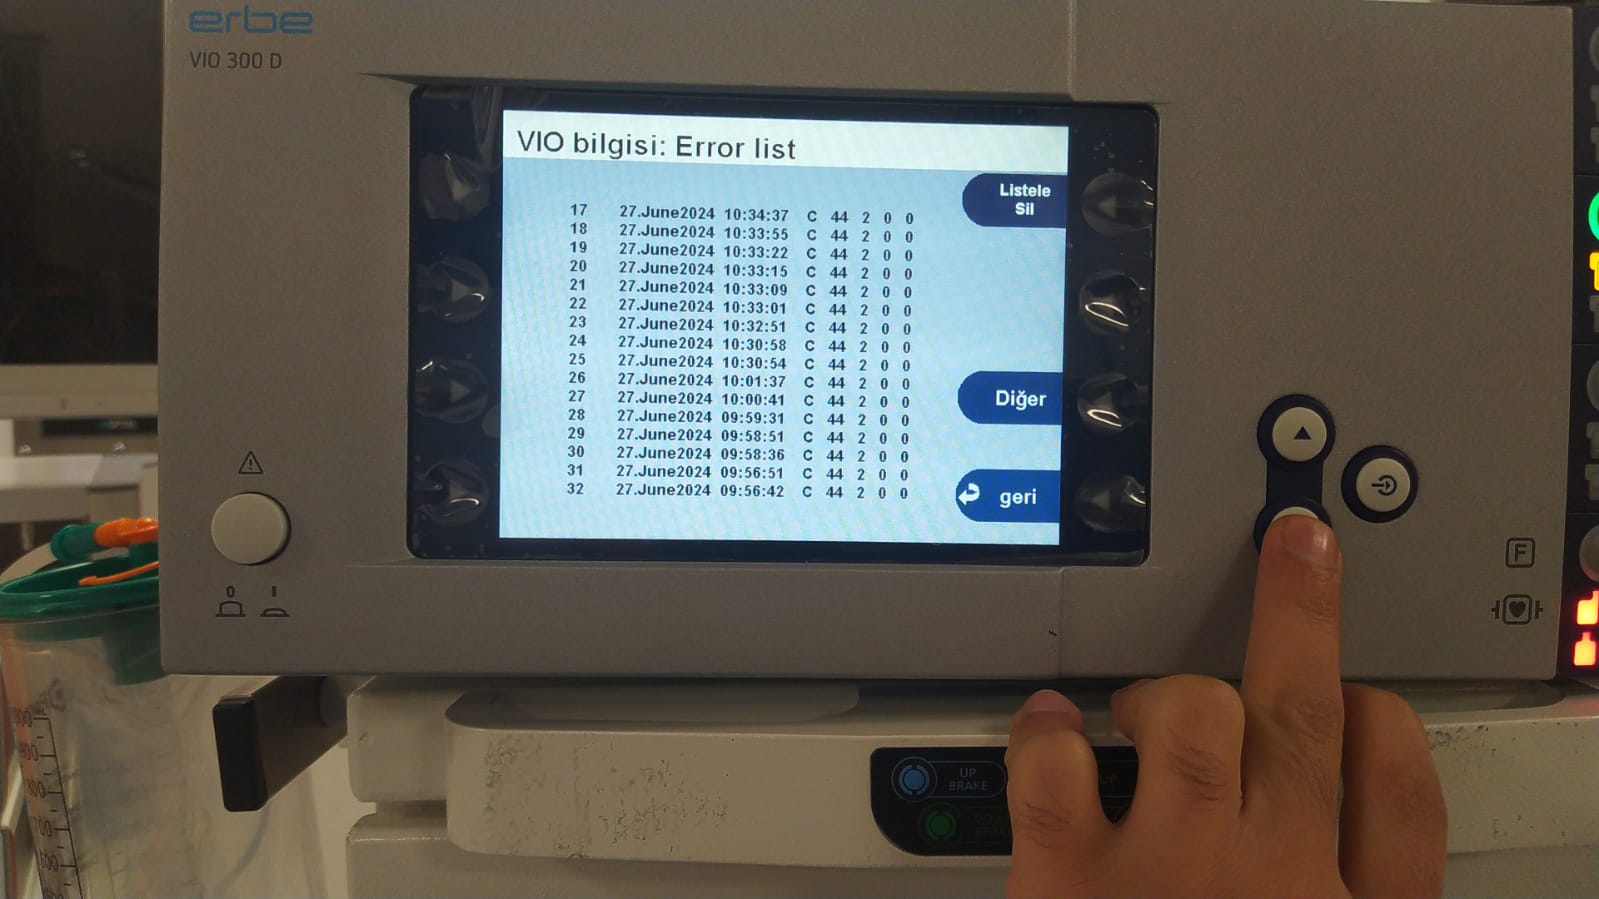 erbe
VIO 300 D
VIO bilgisi: Error list
Listele
Sil
17 27.June2024 10:34:37 C 44 2 0 0
18 27.June2024 10:33:55 C 44 2 0 0
19 27.June2024 10:33:22 C 44 2 0 0
20 27.June2024 10:33:15 C 44 2 0 0
21 27.June2024 10:33:09 C 44 2 0 0
22 27.June2024 10:33:01 C 44 2 0 0
23 27.June2024 10:32:51 C 44 2 0 0
24 27.June2024 10:30:58 C 44 2 0 0
25 27.June2024 10:30:54 C 44 2 0 0
26 27.June2024 10:01:37 C 44 2 0 0
27 27.June2024 10:00:41 C 44 2 0 0
28 27.June2024 09:59:31 C 44 2 0 0
29 27.June2024 09:58:51 C 44 2 0 0
30 27.June2024 09:58:36 C 44 2 0 0
31 27.June2024 09:56:51 C 44 2 0 0
32 27.June2024 09:56:42 C 44 2 0 0
Diğer
geri
0 I
F
UP
BRAKE